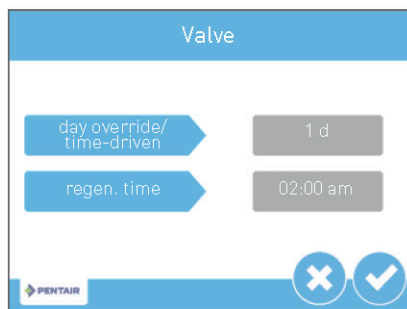 Valve
day override/
time-driven
1 d
regen. time
02:00 am
PENTAIR